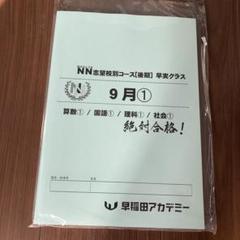 NN志望校別コース[後期] 早実クラス
N
9月①
算数① / 国語① / 理科① / 社会①
絶対合格!
早稲田アカデミー